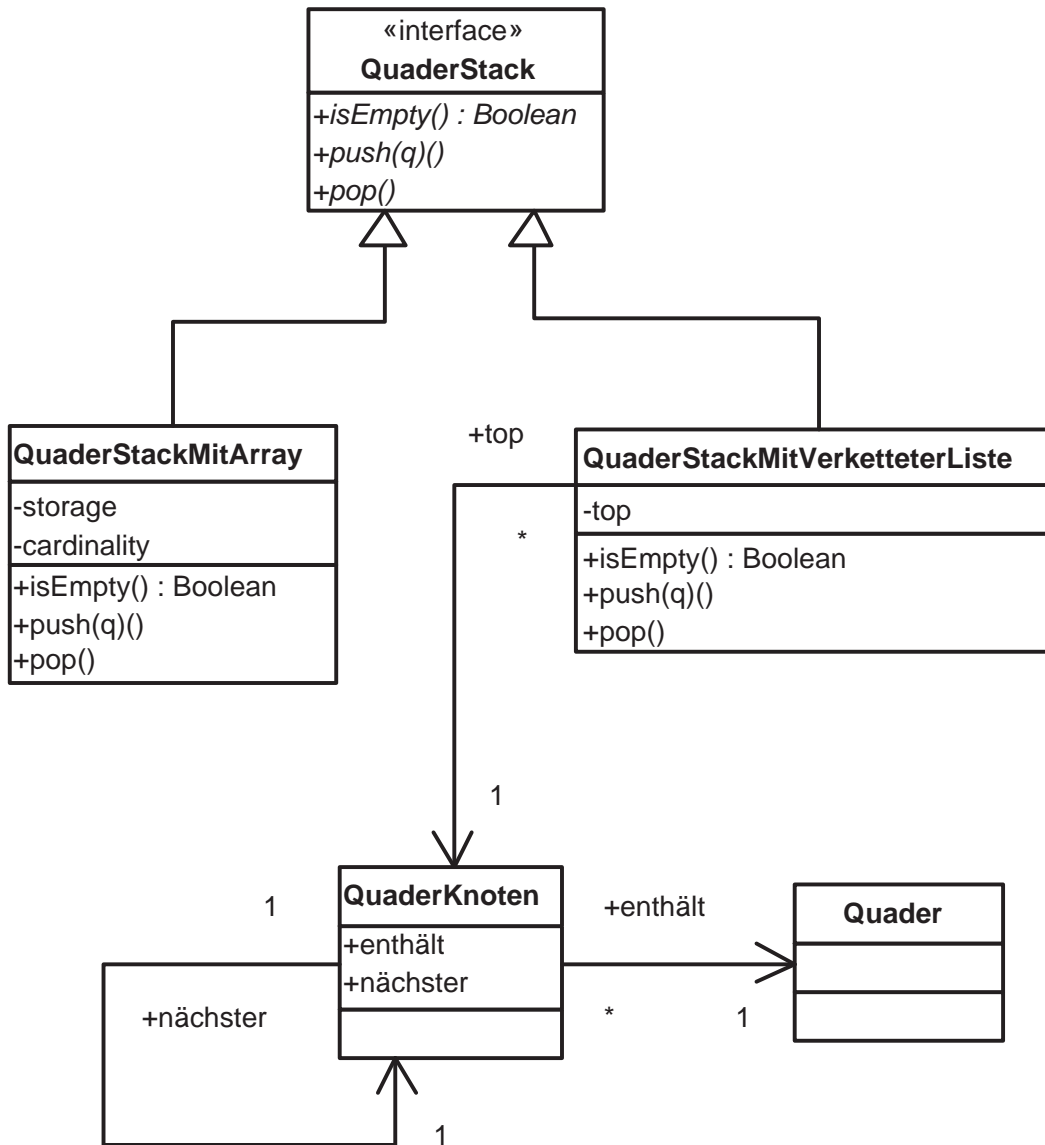 «interface»
QuaderStack
+isEmpty() : Boolean
+push(q)()
+pop()
QuaderStackMitArray
-storage
-cardinality
+isEmpty() : Boolean
+push(q)()
+pop()
+top
*
QuaderStackMitVerketteterListe
-top
+isEmpty() : Boolean
+push(q)()
+pop()
1
1
QuaderKnoten
+enthält
+nächster
+enthält
*
1
Quader
+nächster
1